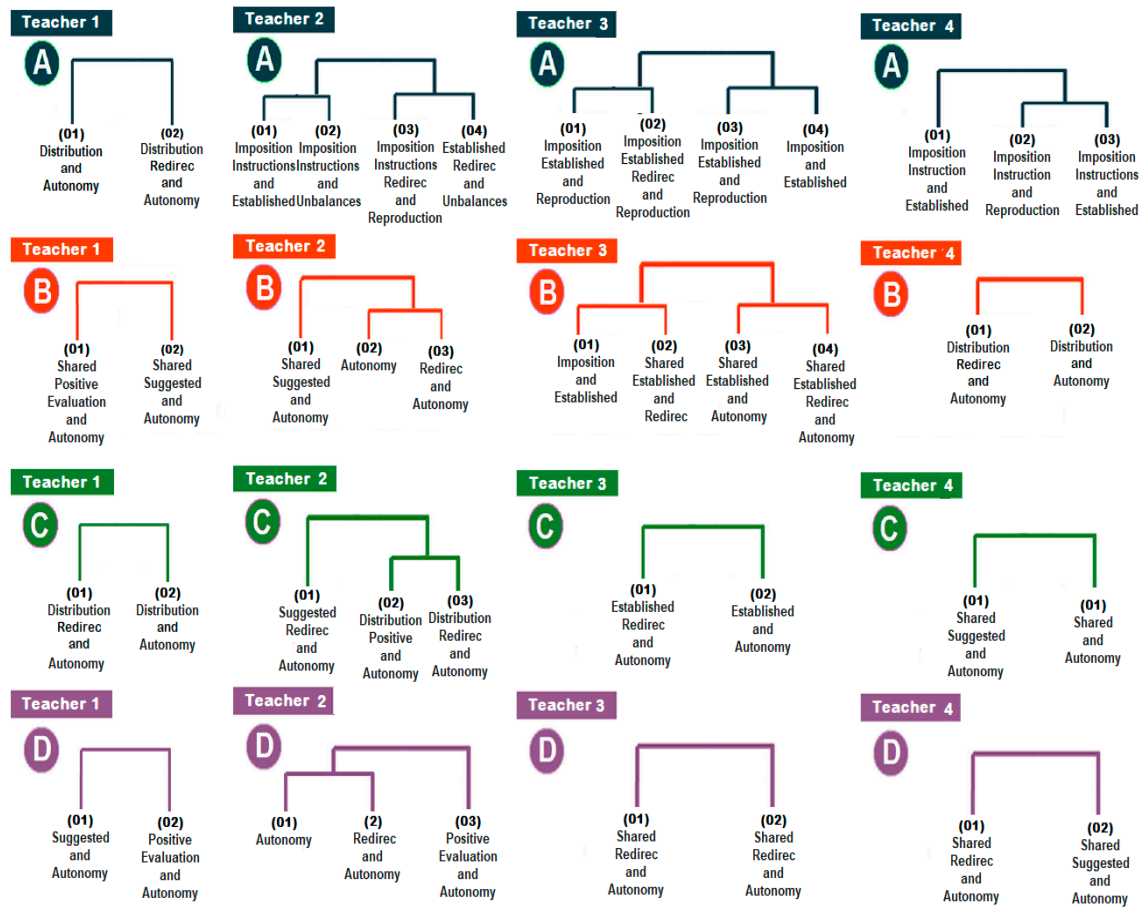 Teacher 1
A
(01)
Distribution
and
Autonomy
(02)
Distribution
Redirec
and
Autonomy
Teacher 2
A
(01)
Imposition
Instructions
and
Established
(02)
Imposition
Instructions
and
Unbalances
(03)
Imposition
Instructions
Redirec
and
Reproduction
(04)
Established
Redirec
and
Unbalances
Teacher 3
A
(01)
Imposition
Established
and
Reproduction
(02)
Imposition
Established
Redirec
and
Reproduction
(03)
Imposition
Established
and
Reproduction
(04)
Imposition
and
Established
Teacher 4
A
(01)
Imposition
Instruction
and
Established
(02)
Imposition
Instruction
and
Reproduction
(03)
Imposition
Instructions
and
Established
Teacher 1
B
(01)
Shared
Positive
Evaluation
and
Autonomy
(02)
Shared
Suggested
and
Autonomy
Teacher 2
B
(01)
Shared
Suggested
and
Autonomy
(02)
Autonomy
(03)
Redirec
and
Autonomy
Teacher 3
B
(01)
Imposition
and
Established
(02)
Shared
Established
and
Redirec
(03)
Shared
Established
and
Autonomy
(04)
Shared
Established
Redirec
and
Autonomy
Teacher 4
B
(01)
Distribution
Redirec
and
Autonomy
(02)
Distribution
and
Autonomy
Teacher 1
C
(01)
Distribution
Redirec
and
Autonomy
(02)
Distribution
and
Autonomy
Teacher 2
C
(01)
Suggested
Redirec
and
Autonomy
(02)
Distribution
Positive
and
Autonomy
(03)
Distribution
Redirec
and
Autonomy
Teacher 3
C
(01)
Established
Redirec
and
Autonomy
(02)
Established
and
Autonomy
Teacher 4
C
(01)
Shared
Suggested
and
Autonomy
(01)
Shared
and
Autonomy
Teacher 1
D
(01)
Suggested
and
Autonomy
(02)
Positive
Evaluation
and
Autonomy
Teacher 2
D
(01)
Autonomy
(2)
Redirec
and
Autonomy
(03)
Positive
Evaluation
and
Autonomy
Teacher 3
D
(01)
Shared
Redirec
and
Autonomy
(02)
Shared
Redirec
and
Autonomy
Teacher 4
D
(01)
Shared
Redirec
and
Autonomy
(02)
Shared
Suggested
and
Autonomy